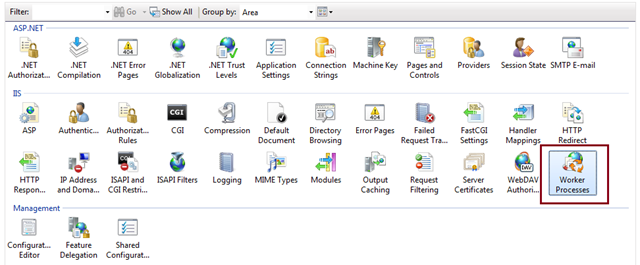 Filter: Go Show All Group by: Area
ASP.NET
.NET Authorizat... .NET Compilation .NET Error Pages .NET Globalization .NET Trust Levels Application Settings Connection Strings Machine Key Pages and Controls Providers Session State SMTP E-mail
IIS
ASP Authentic... Authorizat... Rules CGI Compression Default Document Directory Browsing Error Pages Failed Request Tra... FastCGI Settings Handler Mappings HTTP Redirect
HTTP Respon... IP Address and Doma... ISAPI and CGI Restri... ISAPI Filters Logging MIME Types Modules Output Caching Request Filtering Server Certificates WebDAV Authori... Worker Processes
Management
Configurat... Editor Feature Delegation Shared Configurat...